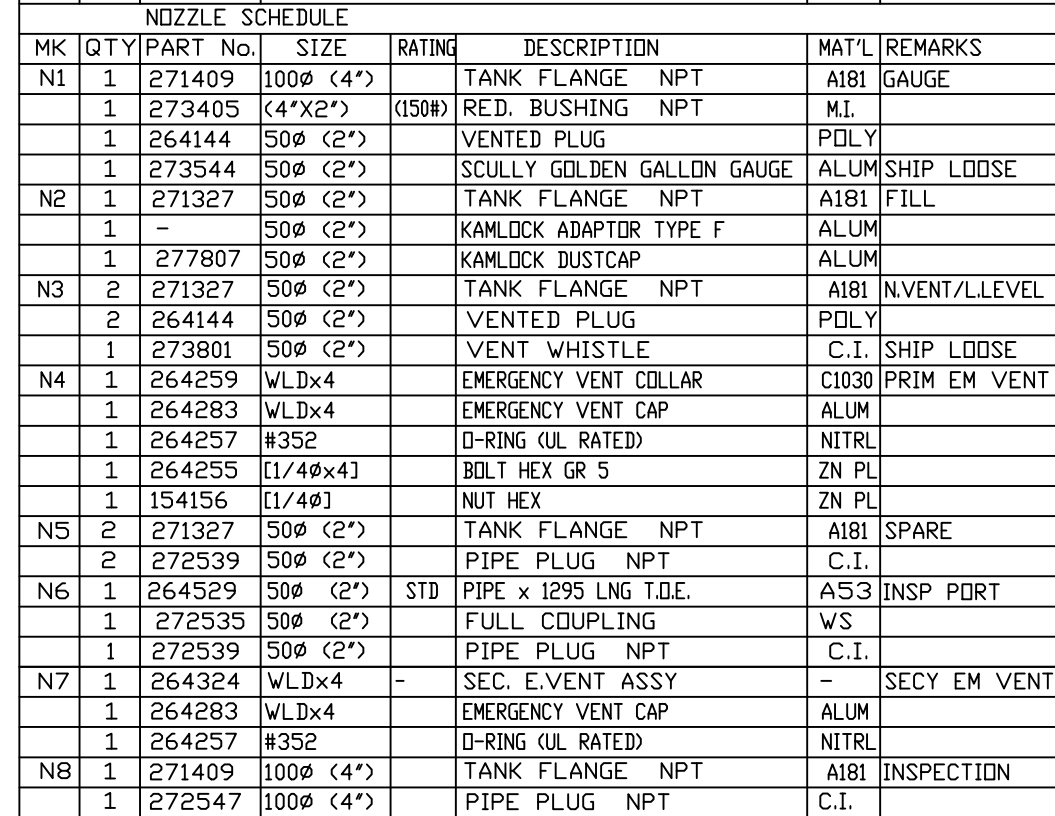 NOZZLE SCHEDULE
MK QTY PART No. SIZE RATING DESCRIPTION MAT'L REMARKS
N1 1 271409 100Ø (4") TANK FLANGE NPT A181 GAUGE
1 273405 (4"X2") (150#) RED. BUSHING NPT M.I.
1 264144 50Ø (2") VENTED PLUG POLY
1 273544 50Ø (2") SCULLY GOLDEN GALLON GAUGE ALUM SHIP LOOSE
N2 1 271327 50Ø (2") TANK FLANGE NPT A181 FILL
1 - 50Ø (2") KAMLOCK ADAPTOR TYPE F ALUM
1 277807 50Ø (2") KAMLOCK DUSTCAP ALUM
N3 2 271327 50Ø (2") TANK FLANGE NPT A181 N.VENT/L.LEVEL
2 264144 50Ø (2") VENTED PLUG POLY
1 273801 50Ø (2") VENT WHISTLE C.I. SHIP LOOSE
N4 1 264259 WLDx4 EMERGENCY VENT COLLAR C1030 PRIM EM VENT
1 264283 WLDx4 EMERGENCY VENT CAP ALUM
1 264257 #352 O-RING (UL RATED) NITRL
1 264255 [1/4Øx4] BOLT HEX GR 5 ZN PL
1 154156 [1/4Ø] NUT HEX ZN PL
N5 2 271327 50Ø (2") TANK FLANGE NPT A181 SPARE
2 272539 50Ø (2") PIPE PLUG NPT C.I.
N6 1 264529 50Ø (2") STD PIPE x 1295 LNG T.O.E. A53 INSP PORT
1 272535 50Ø (2") FULL COUPLING WS
1 272539 50Ø (2") PIPE PLUG NPT C.I.
N7 1 264324 WLDx4 - SEC. E.VENT ASSY - SECY EM VENT
1 264283 WLDx4 EMERGENCY VENT CAP ALUM
1 264257 #352 O-RING (UL RATED) NITRL
N8 1 271409 100Ø (4") TANK FLANGE NPT A181 INSPECTION
1 272547 100Ø (4") PIPE PLUG NPT C.I.